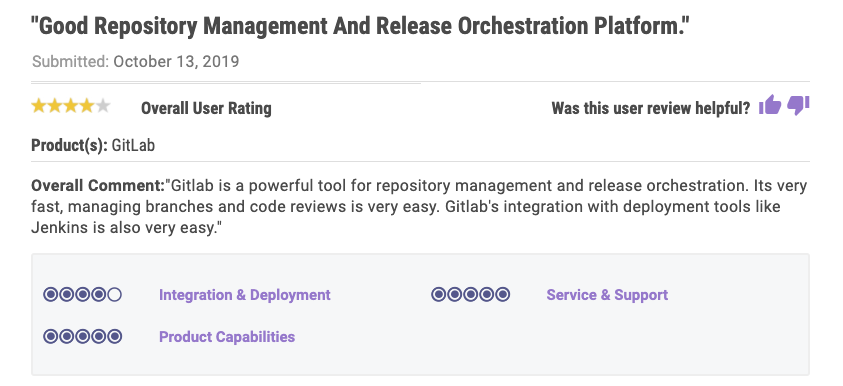 "Good Repository Management And Release Orchestration Platform."
Submitted: October 13, 2019
Overall User Rating
Was this user review helpful?
Product(s): GitLab
Overall Comment:"Gitlab is a powerful tool for repository management and release orchestration. Its very
fast, managing branches and code reviews is very easy. Gitlab's integration with deployment tools like
Jenkins is also very easy."
Integration & Deployment
Service & Support
Product Capabilities